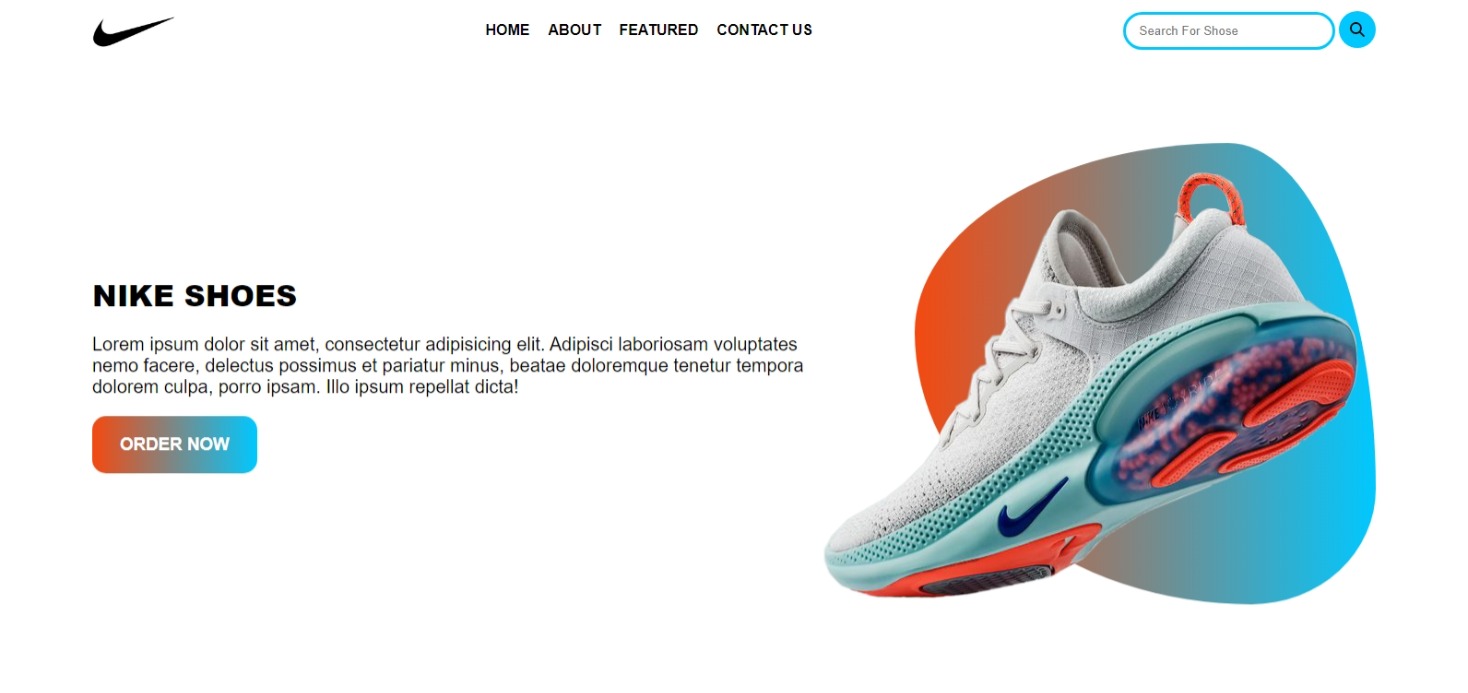 HOME ABOUT FEATURED CONTACT US
Search For Shose
NIKE SHOES
Lorem ipsum dolor sit amet, consectetur adipisicing elit. Adipisci laboriosam voluptates
nemo facere, delectus possimus et pariatur minus, beatae doloremque tenetur tempora
dolorem culpa, porro ipsam. Illo ipsum repellat dicta!
ORDER NOW